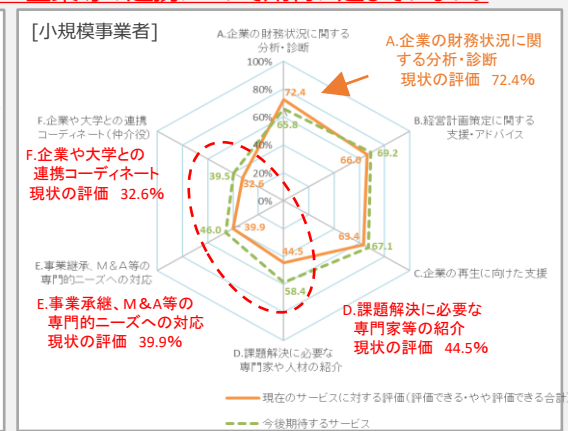 [小規模事業者]
A.企業の財務状況に関する
分析・診断
A.企業の財務状況に関
する分析・診断
現状の評価 72.4%
100%
80%
60%
40%
20%
0%
72.4
65.8
F.企業や大学との連携
コーディネート(仲介役)
B.経営計画策定に関する
支援・アドバイス
F.企業や大学との
連携コーディネート
現状の評価 32.6%
39.5
32.6
66.0
69.2
46.0
39.9
44.5
58.4
63.4
67.1
E.事業継承、M&A等の
専門的ニーズへの対応
C.企業の再生に向けた支援
E.事業承継、M&A等の
専門的ニーズへの対応
現状の評価 39.9%
D.課題解決に必要な
専門家等の紹介
現状の評価 44.5%
D.課題解決に必要な
専門家や人材の紹介
現在のサービスに対する評価(評価できる・やや評価できる合計)
今後期待するサービス